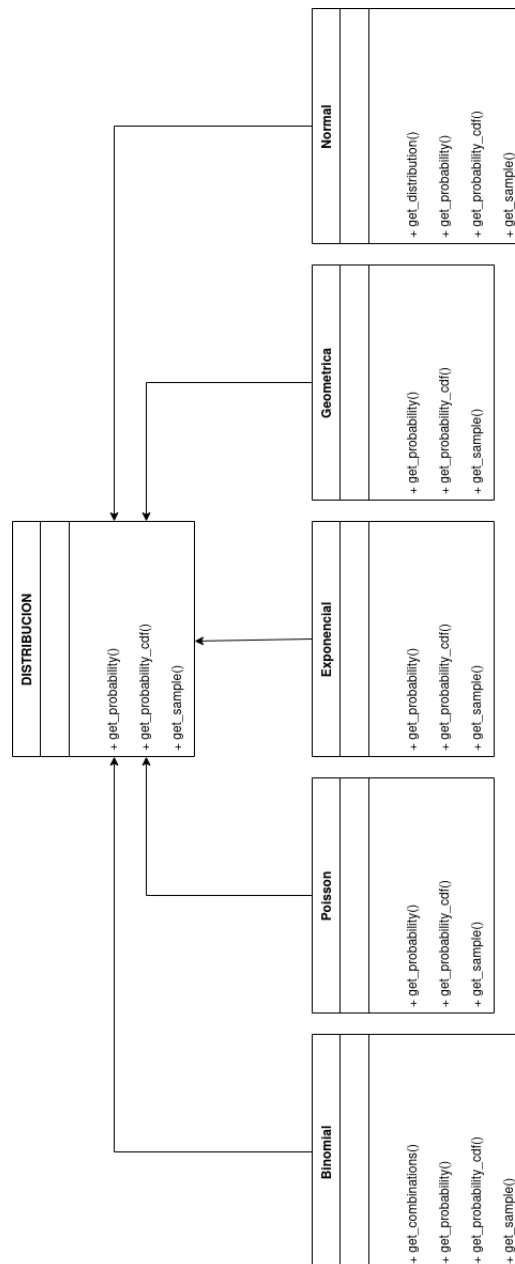 DISTRIBUCION
+ get_probability()
+ get_probability_cdf()
+ get_sample()
Binomial
+ get_combinations()
+ get_probability()
+ get_probability_cdf()
+ get_sample()
Poisson
+ get_probability()
+ get_probability_cdf()
+ get_sample()
Exponencial
+ get_probability()
+ get_probability_cdf()
+ get_sample()
Geometrica
+ get_probability()
+ get_probability_cdf()
+ get_sample()
Normal
+ get_distribution()
+ get_probability()
+ get_probability_cdf()
+ get_sample()